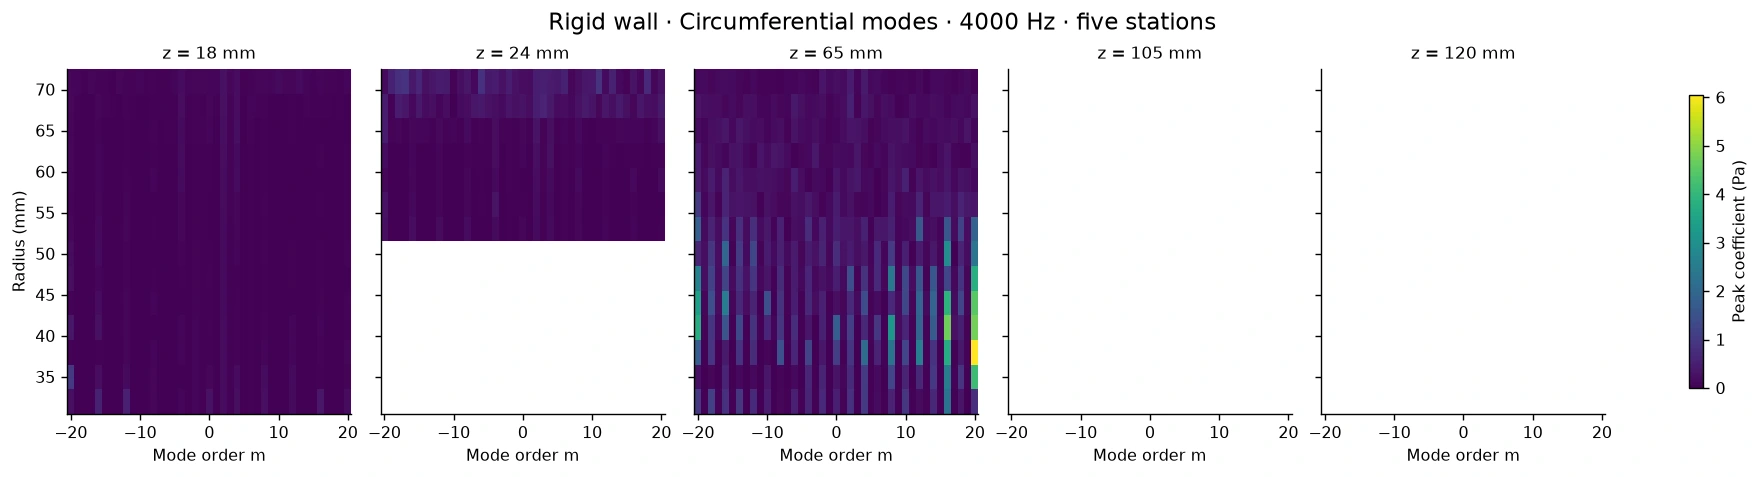 Rigid wall · Circumferential modes · 4000 Hz · five stations
z = 18 mm
z = 24 mm
z = 65 mm
z = 105 mm
z = 120 mm
Radius (mm)
70
65
60
55
50
45
40
35
−20 −10 0 10 20
−20 −10 0 10 20
−20 −10 0 10 20
−20 −10 0 10 20
−20 −10 0 10 20
Mode order m
Mode order m
Mode order m
Mode order m
Mode order m
6
5
4
3
2
1
0
Peak coefficient (Pa)